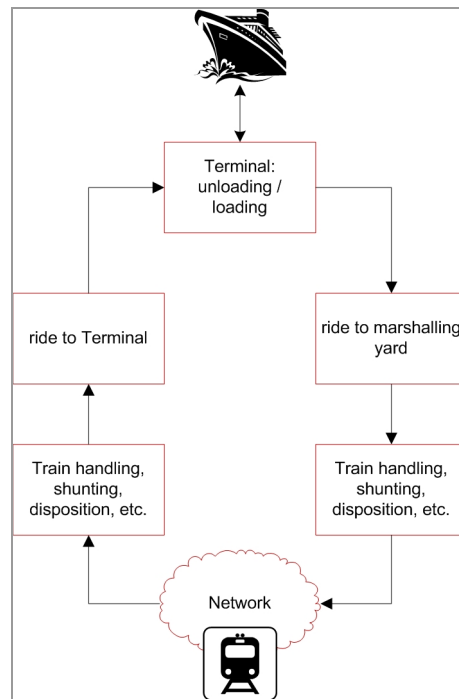 Terminal:
unloading /
loading
ride to Terminal
ride to marshalling
yard
Train handling,
shunting,
disposition, etc.
Train handling,
shunting,
disposition, etc.
Network